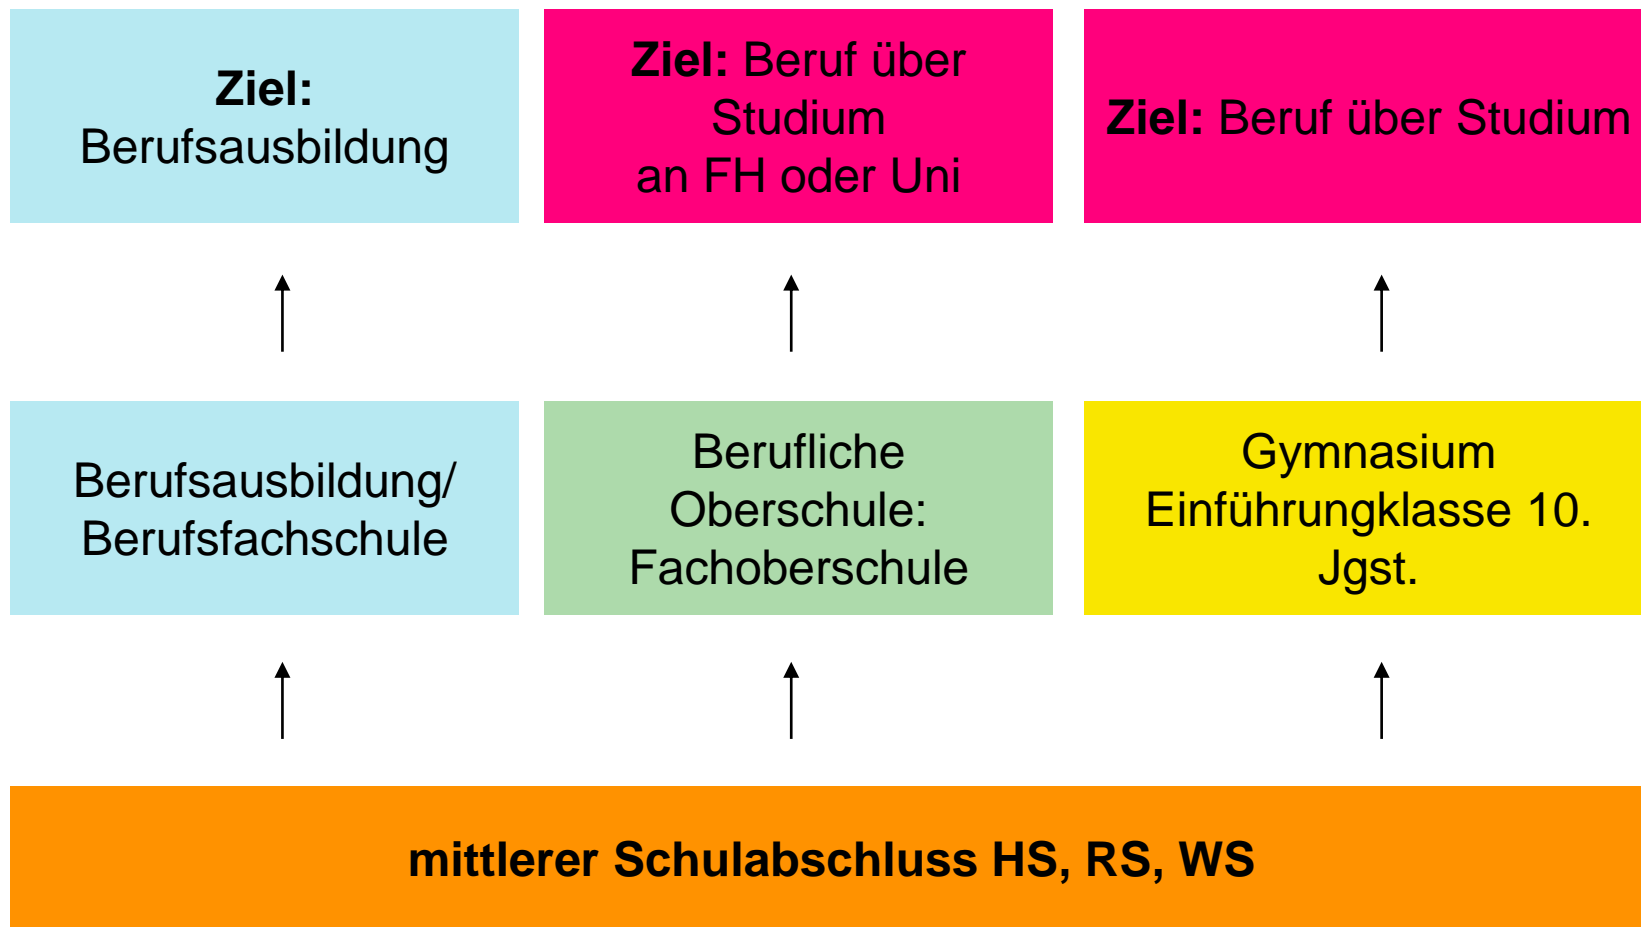 Ziel:
Berufsausbildung
Ziel: Beruf über
Studium
an FH oder Uni
Ziel: Beruf über Studium
Berufsausbildung/
Berufsfachschule
Berufliche
Oberschule:
Fachoberschule
Gymnasium
Einführungklasse 10.
Jgst.
mittlerer Schulabschluss HS, RS, WS